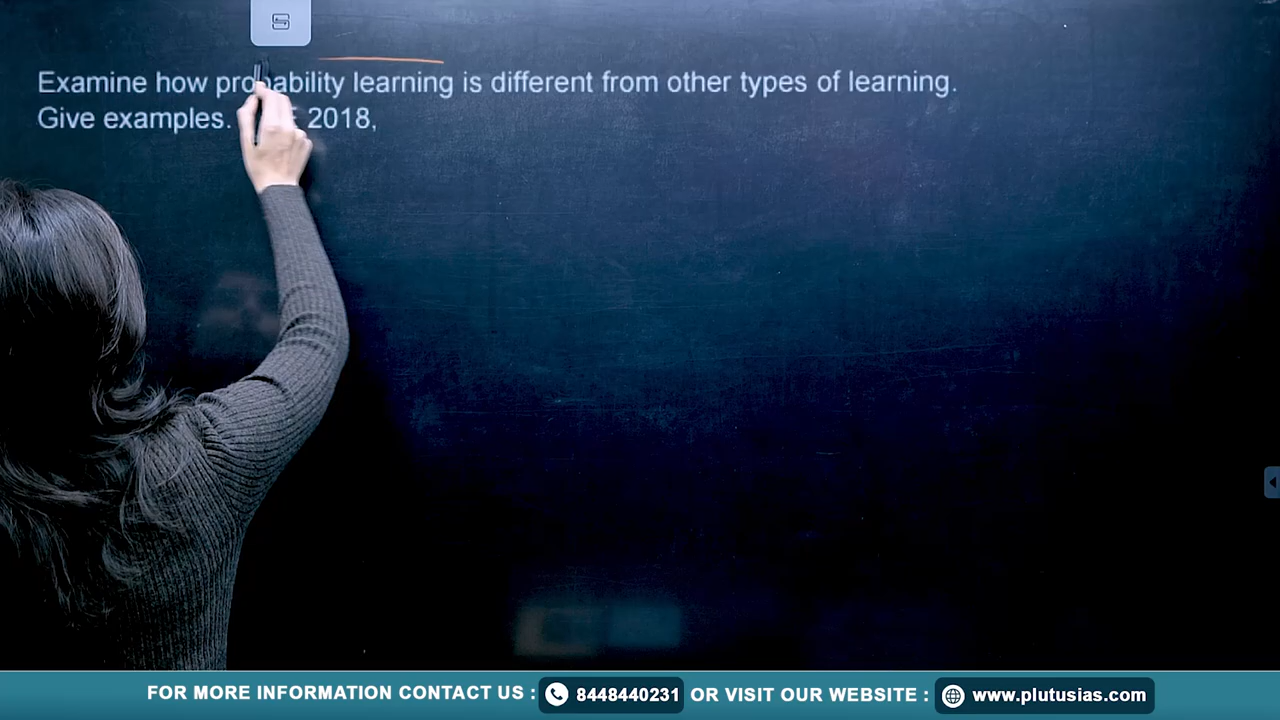 Examine how probability learning is different from other types of learning.
Give examples. 2018,
FOR MORE INFORMATION CONTACT US : 8448440231 OR VISIT OUR WEBSITE : www.plutusias.com